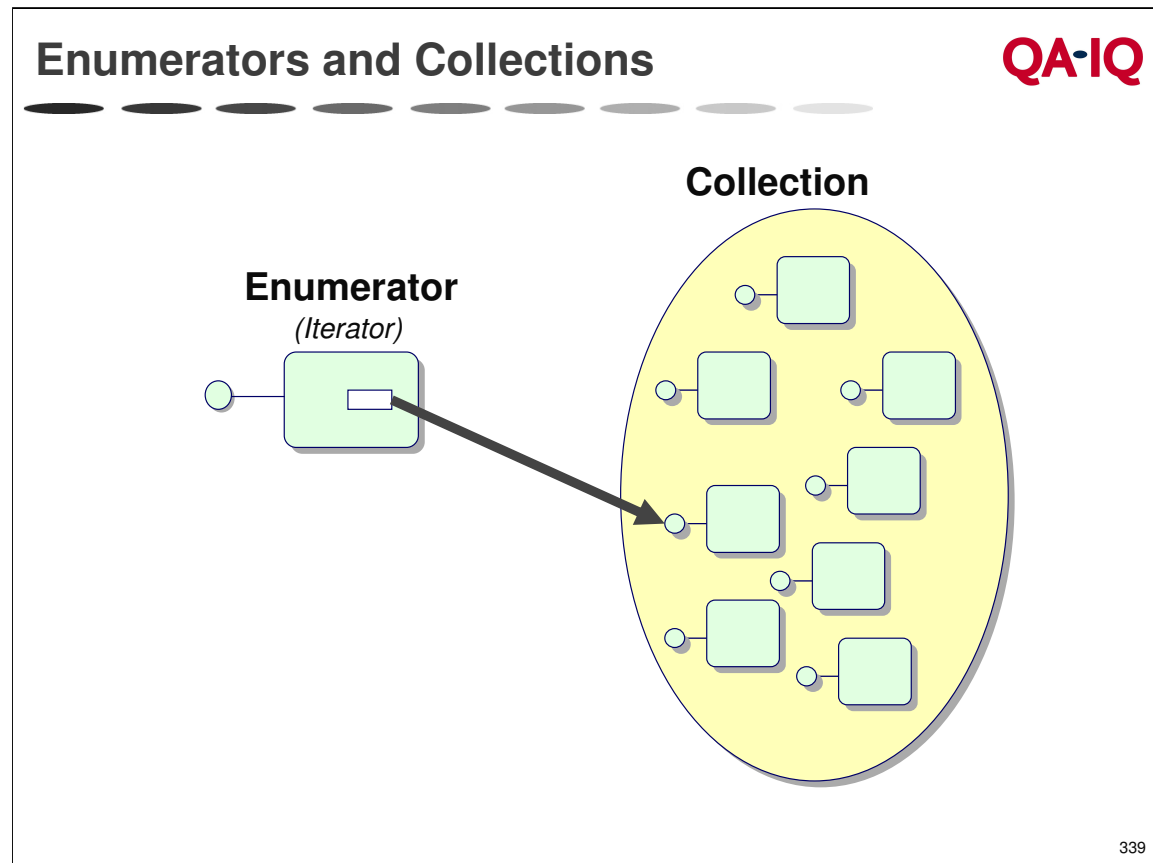 Enumerators and Collections
QA-IQ
Collection
Enumerator
(Iterator)
339